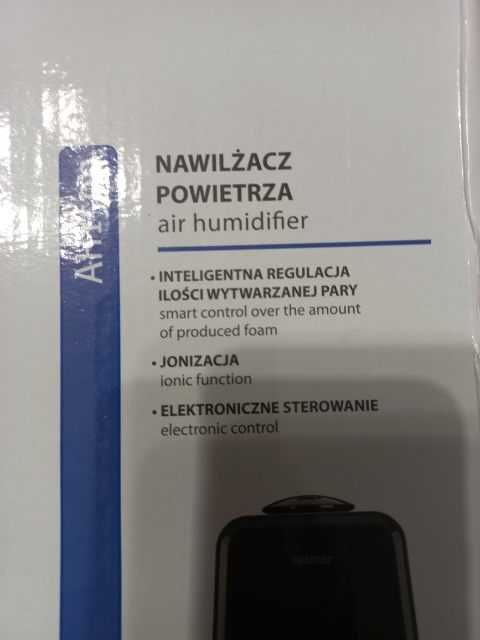 NAWILŻACZ
POWIETRZA
air humidifier
• INTELIGENTNA REGULACJA
ILOŚCI WYTWARZANEJ PARY
smart control over the amount
of produced foam
• JONIZACJA
ionic function
• ELEKTRONICZNE STEROWANIE
electronic control